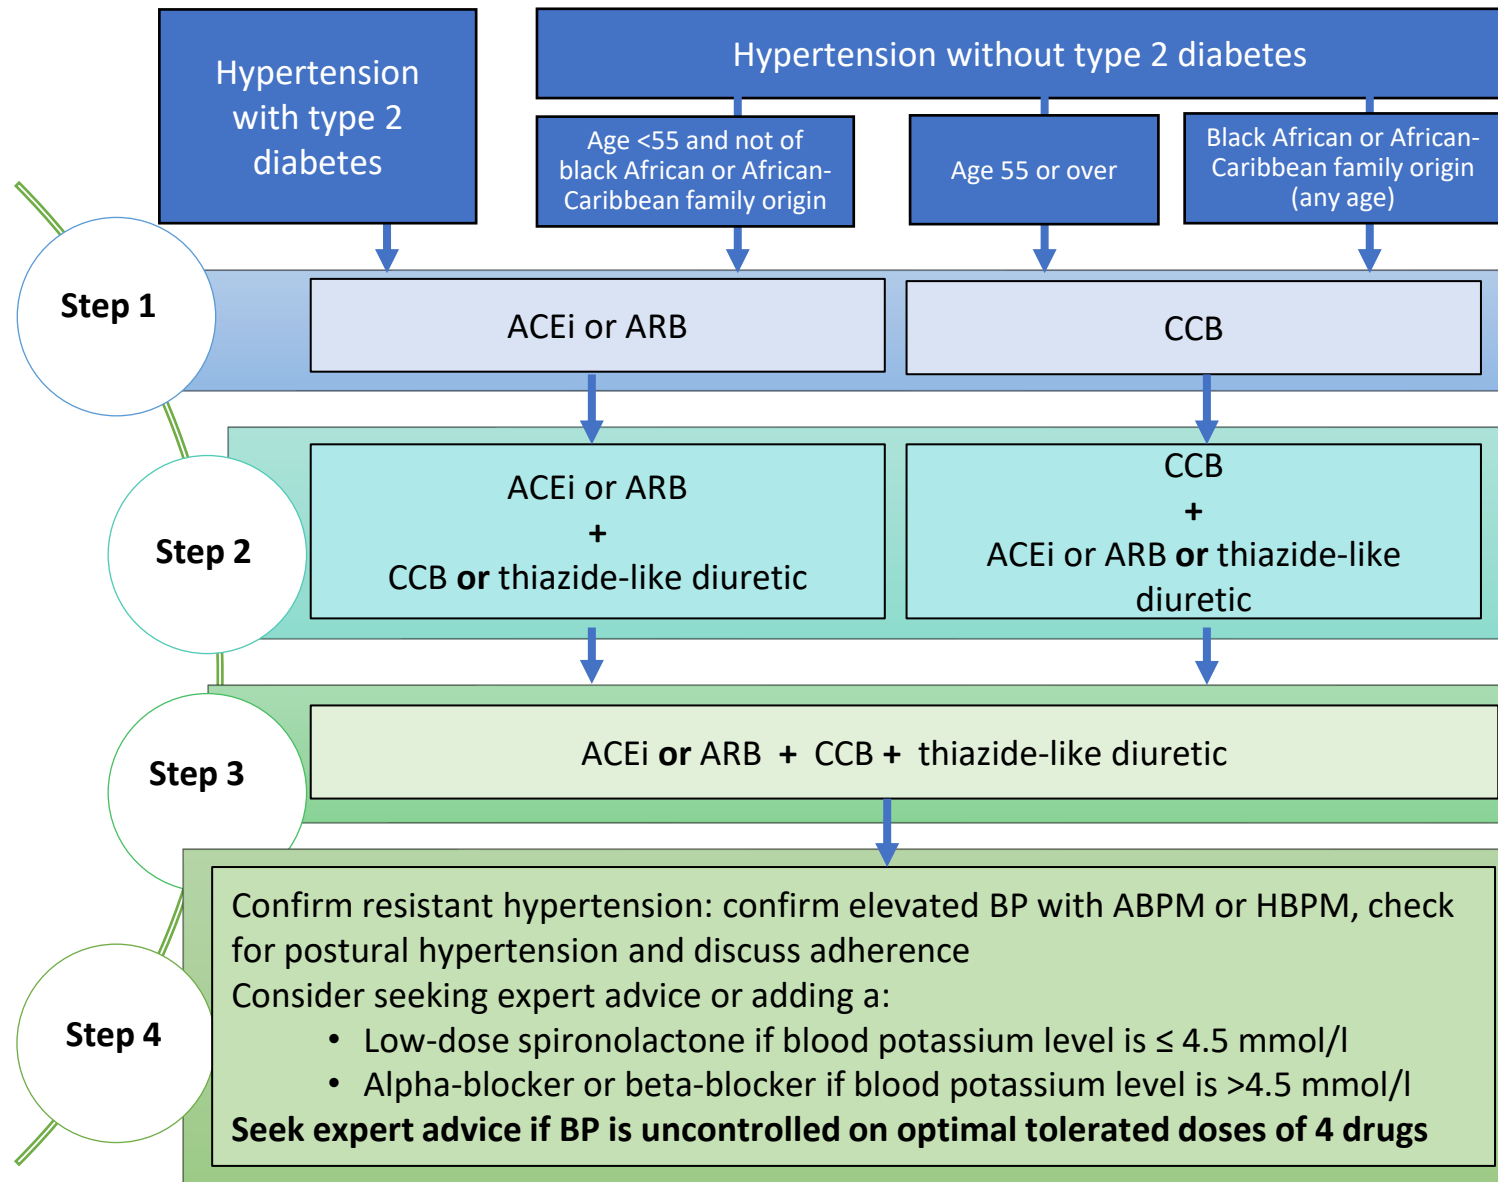 Hypertension
with type 2
diabetes
Hypertension without type 2 diabetes
Age <55 and not of
black African or African-
Caribbean family origin
Age 55 or over
Black African or African-
Caribbean family origin
(any age)
Step 1
ACEi or ARB
CCB
Step 2
ACEi or ARB
+
CCB or thiazide-like diuretic
CCB
+
ACEi or ARB or thiazide-like
diuretic
Step 3
ACEi or ARB + CCB + thiazide-like diuretic
Step 4
Confirm resistant hypertension: confirm elevated BP with ABPM or HBPM, check
for postural hypertension and discuss adherence
Consider seeking expert advice or adding a:
• Low-dose spironolactone if blood potassium level is ≤ 4.5 mmol/l
• Alpha-blocker or beta-blocker if blood potassium level is >4.5 mmol/l
Seek expert advice if BP is uncontrolled on optimal tolerated doses of 4 drugs